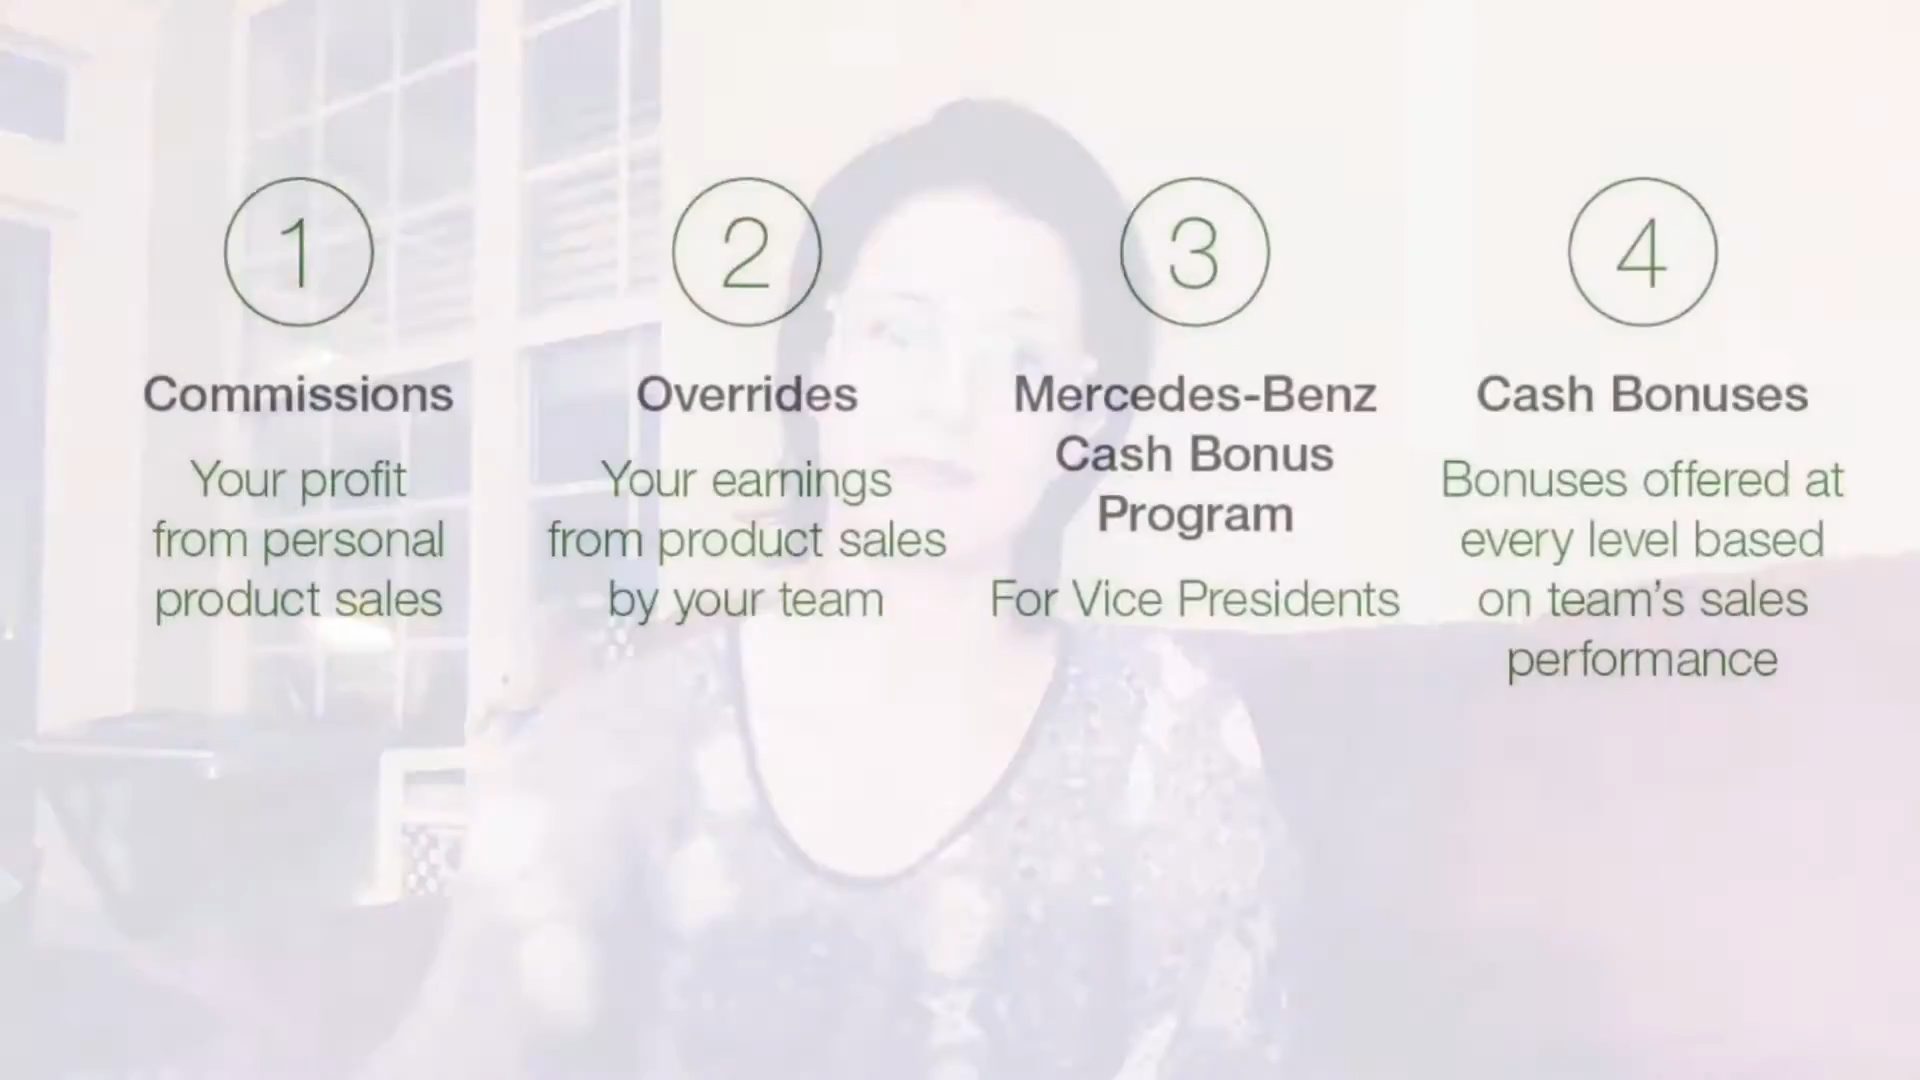 1
Commissions
Your profit
from personal
product sales
2
Overrides
Your earnings
from product sales
by your team
3
Mercedes-Benz
Cash Bonus
Program
For Vice Presidents
4
Cash Bonuses
Bonuses offered at
every level based
on team's sales
performance